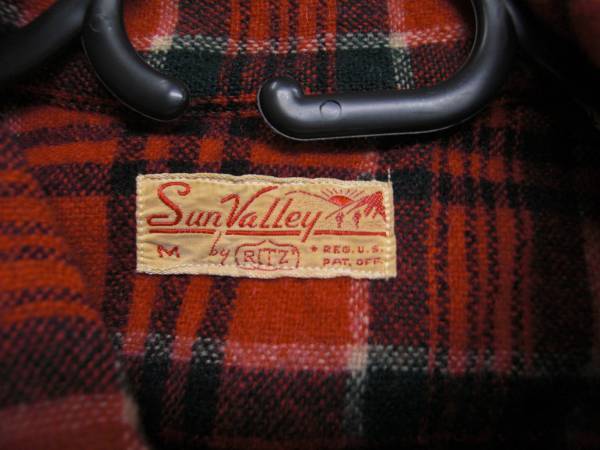 Sun Valley
M by RITZ * REG. U.S.
PAT. OFF.